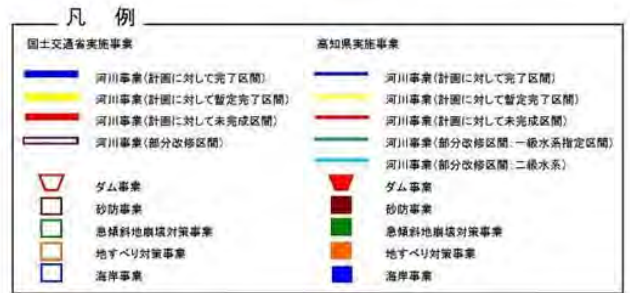 凡 例
国土交通省実施事業
河川事業(計画に対して完了区間)
河川事業(計画に対して暫定完了区間)
河川事業(計画に対して未完成区間)
河川事業(部分改修区間)
ダム事業
砂防事業
急傾斜地崩壊対策事業
地すべり対策事業
海岸事業
高知県実施事業
河川事業(計画に対して完了区間)
河川事業(計画に対して暫定完了区間)
河川事業(計画に対して未完成区間)
河川事業(部分改修区間:一級水系指定区間)
河川事業(部分改修区間:二級水系)
ダム事業
砂防事業
急傾斜地崩壊対策事業
地すべり対策事業
海岸事業